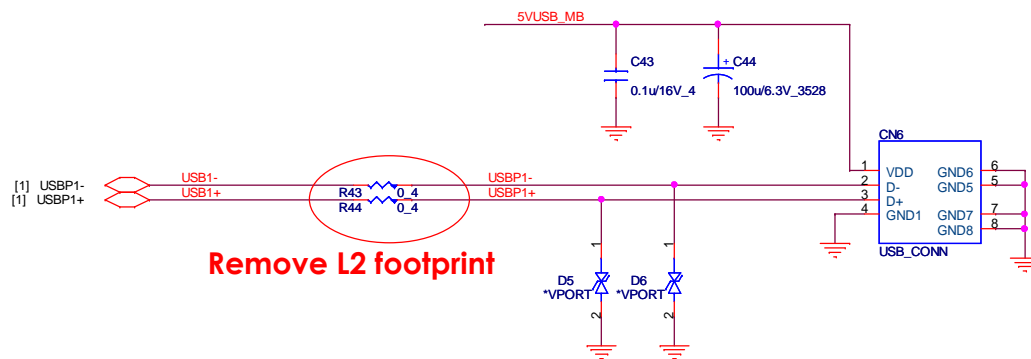 5VUSB_MB
C43
0.1u/16V_4
+ C44
100u/6.3V_3528
CN6
1 VDD GND6 6
2 D- GND5 5
3 D+
4 GND1 GND7 7
GND8 8
USB_CONN
[1] USBP1- USB1- USBP1-
[1] USBP1+ USB1+ USBP1+
R43 0_4
R44 0_4
Remove L2 footprint
1 1
D5 D6
*VPORT *VPORT
2 2